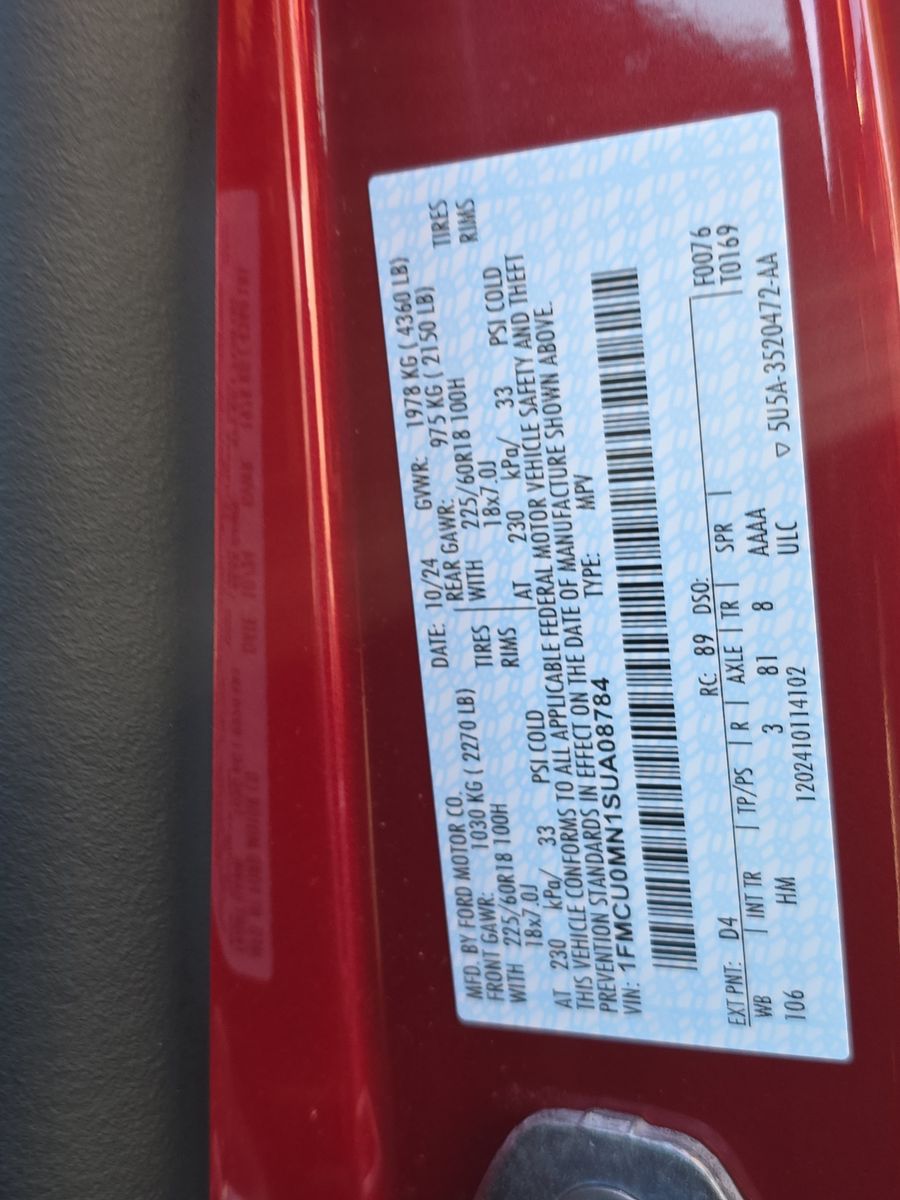 MFD. BY FORD MOTOR CO. DATE: 10/24 GVWR: 1978 KG ( 4360 LB)
FRONT GAWR: 1030 KG ( 2270 LB) REAR GAWR: 975 KG ( 2150 LB)
WITH 225/60R18 100H TIRES WITH 225/60R18 100H TIRES
18x7.0J RIMS 18x7.0J RIMS
AT 230 kPa/ 33 PSI COLD AT 230 kPa/ 33 PSI COLD
THIS VEHICLE CONFORMS TO ALL APPLICABLE FEDERAL MOTOR VEHICLE SAFETY AND THEFT
PREVENTION STANDARDS IN EFFECT ON THE DATE OF MANUFACTURE SHOWN ABOVE.
VIN: 1FMCU0MN1SUA08784 TYPE: MPV
EXT PNT: D4 RC: 89 DSO: F0076
WB INT TR TP/PS R AXLE TR SPR T0169
106 HM 3 81 8 AAAA
1202410114102 ULC ▽ 5U5A-3520472-AA